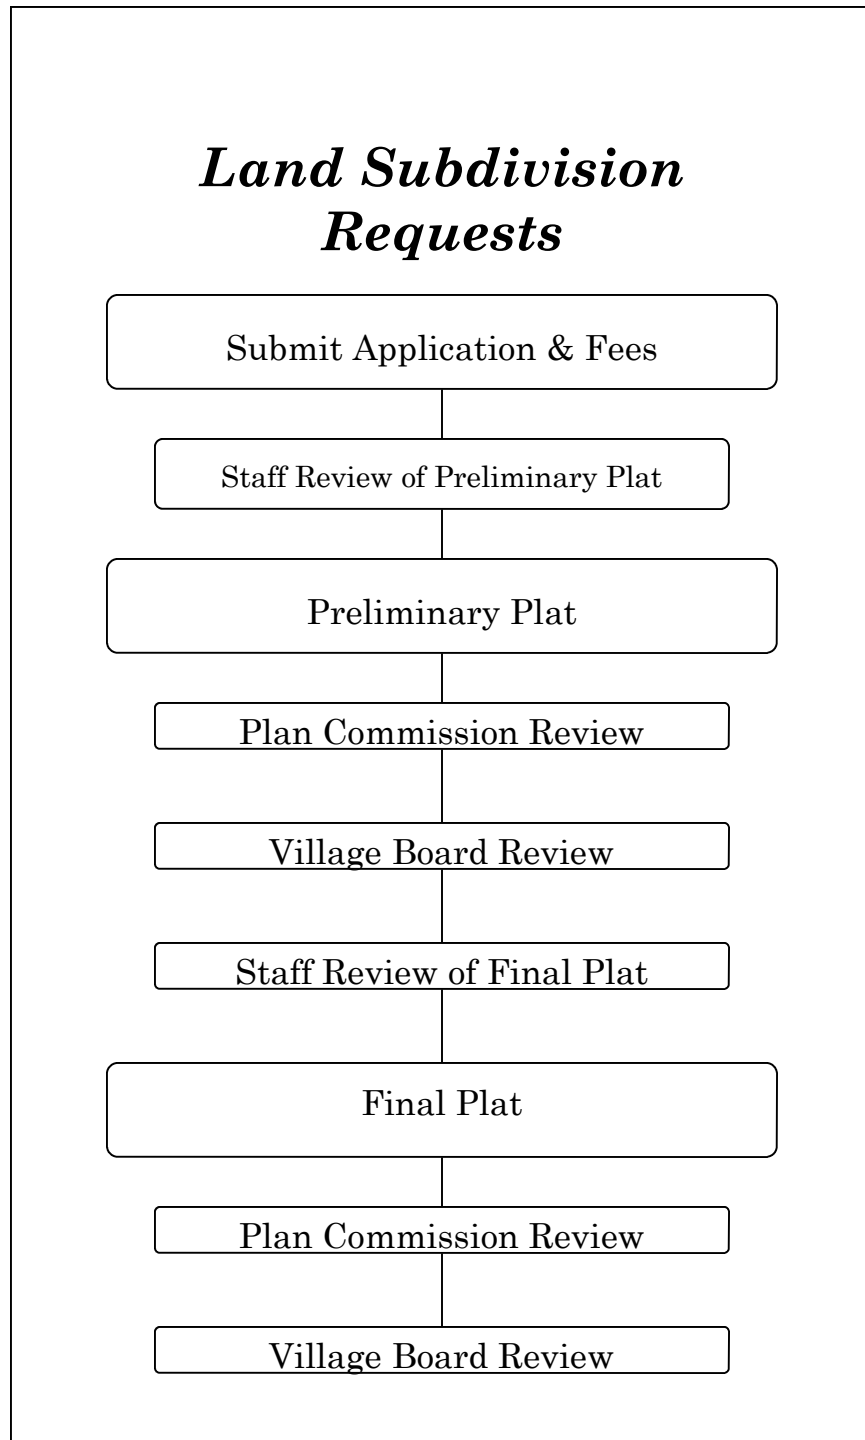 Land Subdivision
Requests
Submit Application & Fees
Staff Review of Preliminary Plat
Preliminary Plat
Plan Commission Review
Village Board Review
Staff Review of Final Plat
Final Plat
Plan Commission Review
Village Board Review